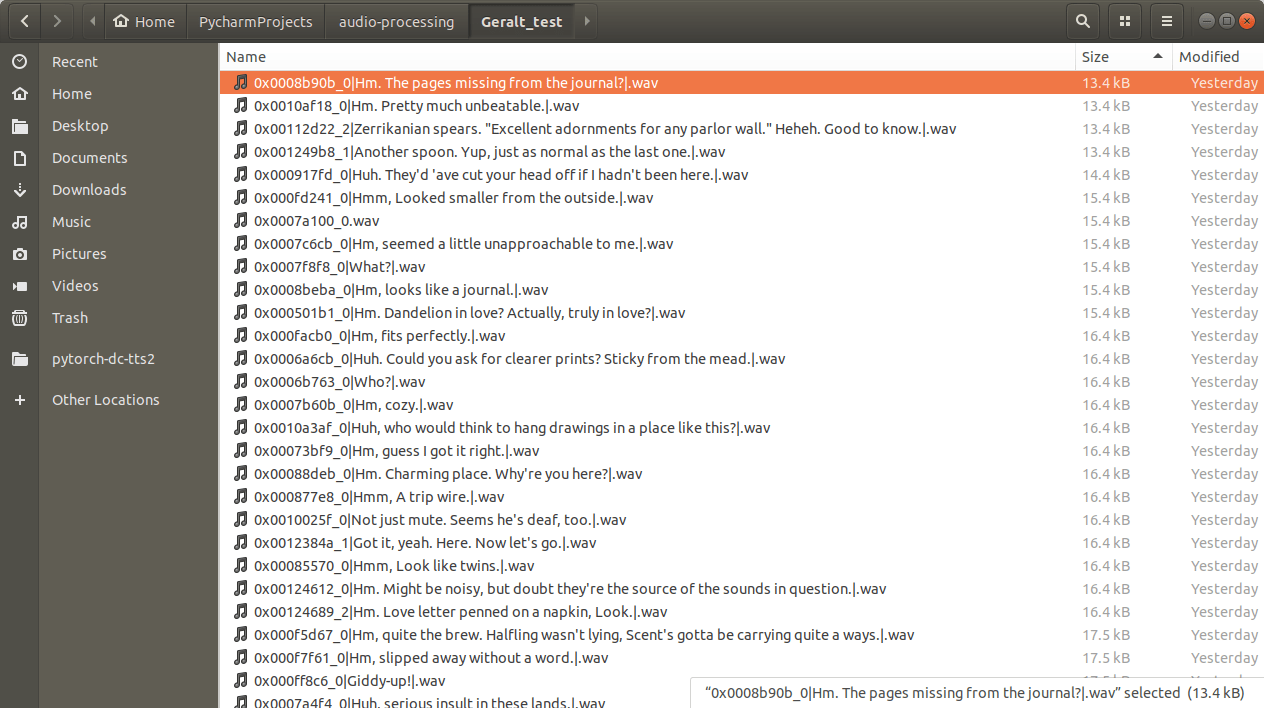 Home PycharmProjects audio-processing Geralt_test
Name Size Modified
Recent
Home
Desktop
Documents
Downloads
Music
Pictures
Videos
Trash
pytorch-dc-tts2
Other Locations
0x0008b90b_0|Hm. The pages missing from the journal?|.wav 13.4 kB Yesterday
0x0010af18_0|Hm. Pretty much unbeatable.|.wav 13.4 kB Yesterday
0x00112d22_2|Zerrikanian spears. "Excellent adornments for any parlor wall." Heheh. Good to know.|.wav 13.4 kB Yesterday
0x001249b8_1|Another spoon. Yup, just as normal as the last one.|.wav 13.4 kB Yesterday
0x000917fd_0|Huh. They'd 'ave cut your head off if I hadn't been here.|.wav 14.4 kB Yesterday
0x000fd241_0|Hmm, Looked smaller from the outside.|.wav 15.4 kB Yesterday
0x0007a100_0.wav 15.4 kB Yesterday
0x0007c6cb_0|Hm, seemed a little unapproachable to me.|.wav 15.4 kB Yesterday
0x0007f8f8_0|What?|.wav 15.4 kB Yesterday
0x0008beba_0|Hm, looks like a journal.|.wav 15.4 kB Yesterday
0x000501b1_0|Hm. Dandelion in love? Actually, truly in love?|.wav 15.4 kB Yesterday
0x000facb0_0|Hm, fits perfectly.|.wav 16.4 kB Yesterday
0x0006a6cb_0|Huh. Could you ask for clearer prints? Sticky from the mead.|.wav 16.4 kB Yesterday
0x0006b763_0|Who?|.wav 16.4 kB Yesterday
0x0007b60b_0|Hm, cozy.|.wav 16.4 kB Yesterday
0x0010a3af_0|Huh, who would think to hang drawings in a place like this?|.wav 16.4 kB Yesterday
0x00073bf9_0|Hm, guess I got it right.|.wav 16.4 kB Yesterday
0x00088deb_0|Hm. Charming place. Why're you here?|.wav 16.4 kB Yesterday
0x000877e8_0|Hmm, A trip wire.|.wav 16.4 kB Yesterday
0x0010025f_0|Not just mute. Seems he's deaf, too.|.wav 16.4 kB Yesterday
0x0012384a_1|Got it, yeah. Here. Now let's go.|.wav 16.4 kB Yesterday
0x00085570_0|Hmm, Look like twins.|.wav 16.4 kB Yesterday
0x00124612_0|Hm. Might be noisy, but doubt they're the source of the sounds in question.|.wav 16.4 kB Yesterday
0x00124689_2|Hm. Love letter penned on a napkin, Look.|.wav 16.4 kB Yesterday
0x000f5d67_0|Hm, quite the brew. Halfling wasn't lying, Scent's gotta be carrying quite a ways.|.wav 17.5 kB Yesterday
0x000f7f61_0|Hm, slipped away without a word.|.wav 17.5 kB Yesterday
0x000ff8c6_0|Giddy-up!|.wav
0x0007a4f4_0|Huh, serious insult in these lands.|.wav
“0x0008b90b_0|Hm. The pages missing from the journal?|.wav” selected (13.4 kB)